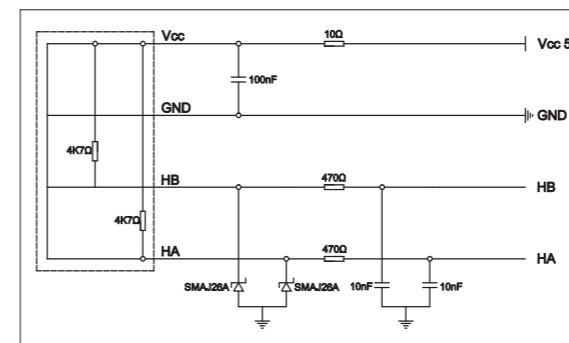 Vcc 10Ω Vcc 5
100nF
GND GND
4K7Ω
HB 470Ω HB
4K7Ω
HA 470Ω HA
SMAJ26A SMAJ26A 10nF 10nF